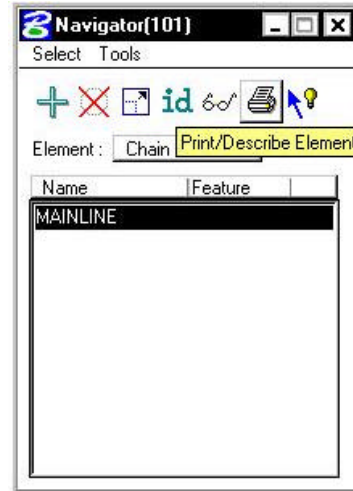 Navigator(101)
Select Tools
id
Element : Chain Print/Describe Element
Name Feature
MAINLINE